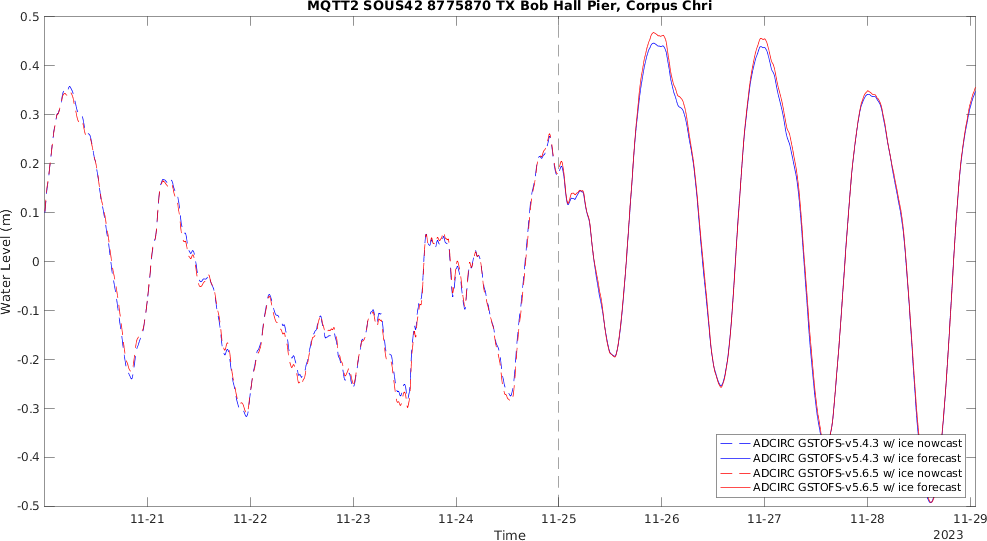 MQTT2 SOUS42 8775870 TX Bob Hall Pier, Corpus Chri
0.5
0.4
0.3
0.2
0.1
0
-0.1
-0.2
-0.3
-0.4
-0.5
Water Level (m)
ADCIRC GSTOFS-v5.4.3 w/ ice nowcast
ADCIRC GSTOFS-v5.4.3 w/ ice forecast
ADCIRC GSTOFS-v5.6.5 w/ ice nowcast
ADCIRC GSTOFS-v5.6.5 w/ ice forecast
11-21 11-22 11-23 11-24 11-25 11-26 11-27 11-28 11-29
Time
2023